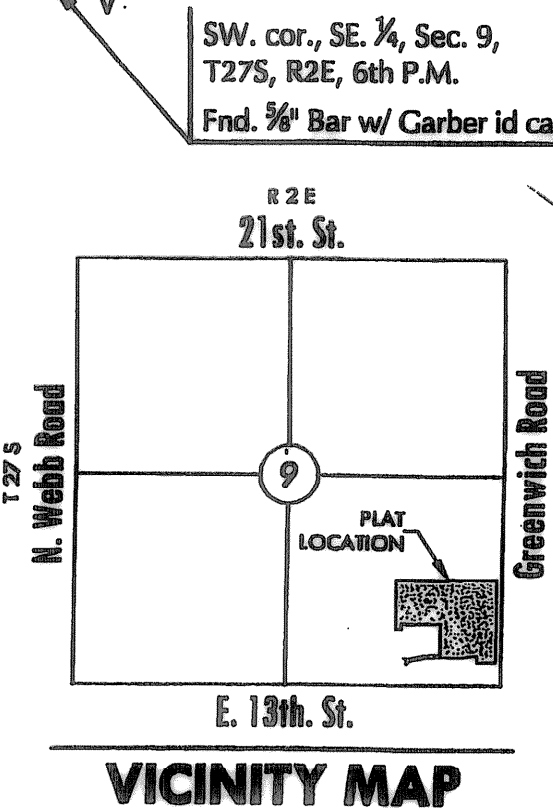 V.
SW. cor., SE. ¼, Sec. 9,
T27S, R2E, 6th P.M.
Fnd. ⅝" Bar w/ Garber id ca
R 2 E
21st. St.
T 27 S
N. Webb Road
9
Greenwich Road
PLAT
LOCATION
E. 13th. St.
VICINITY MAP